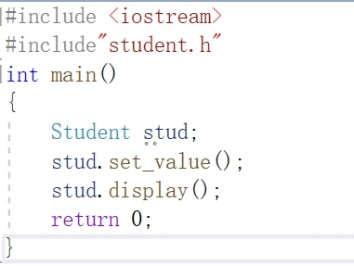 #include <iostream>
#include"student.h"
int main()
{
    Student stud;
    stud.set_value();
    stud.display();
    return 0;
}